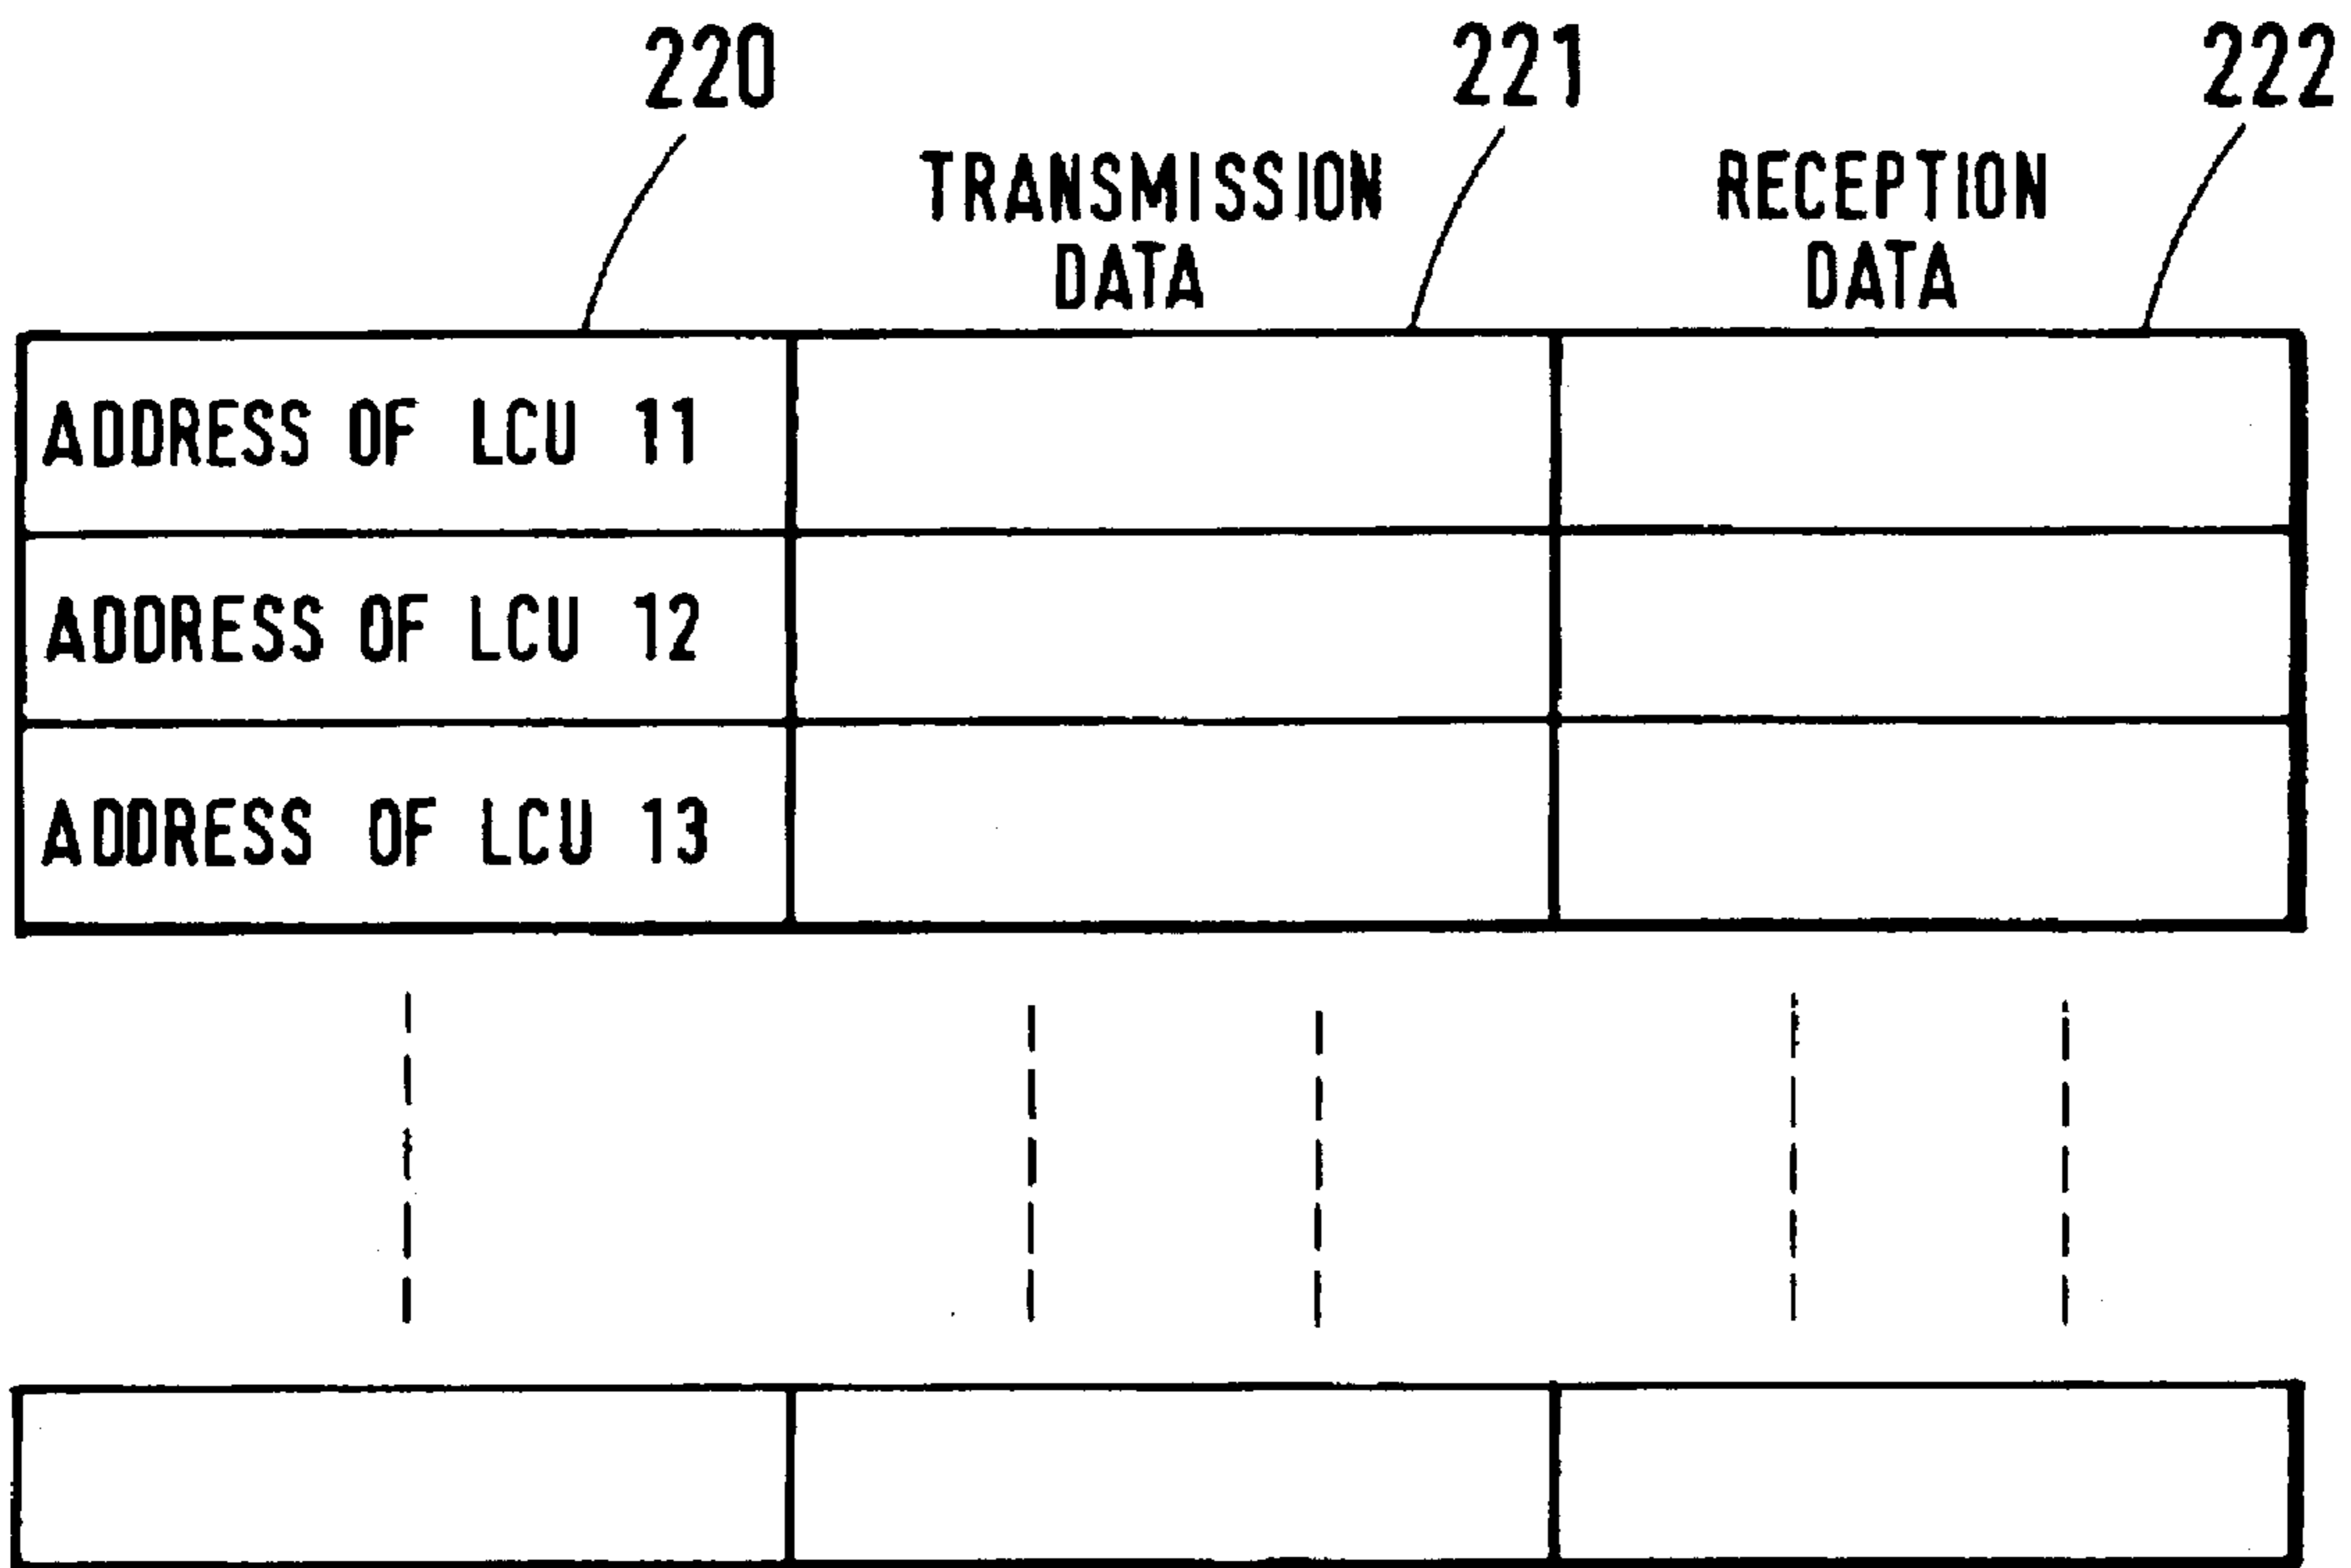 220 221 222
TRANSMISSION DATA
RECEPTION DATA
ADDRESS OF LCU 11
ADDRESS OF LCU 12
ADDRESS OF LCU 13